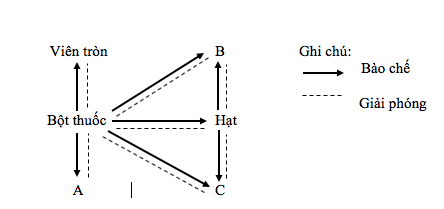 Viên tròn
B
Ghi chú:
Bào chế
Giải phóng
Bột thuốc
Hạt
A
C